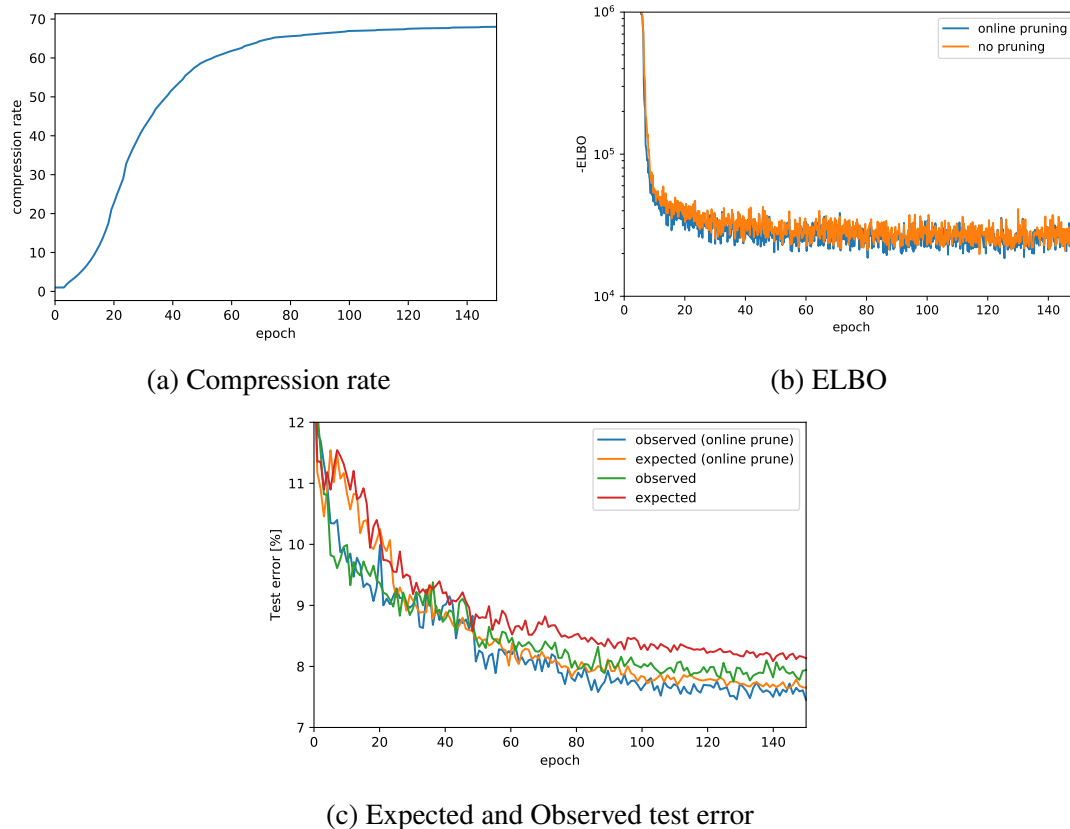 70
60
50
40
30
20
10
0
compression rate
0 20 40 60 80 100 120 140
epoch
(a) Compression rate
10^6
10^5
10^4
-ELBO
online pruning
no pruning
0 20 40 60 80 100 120 140
epoch
(b) ELBO
12
11
10
9
8
7
Test error [%]
observed (online prune)
expected (online prune)
observed
expected
0 20 40 60 80 100 120 140
epoch
(c) Expected and Observed test error